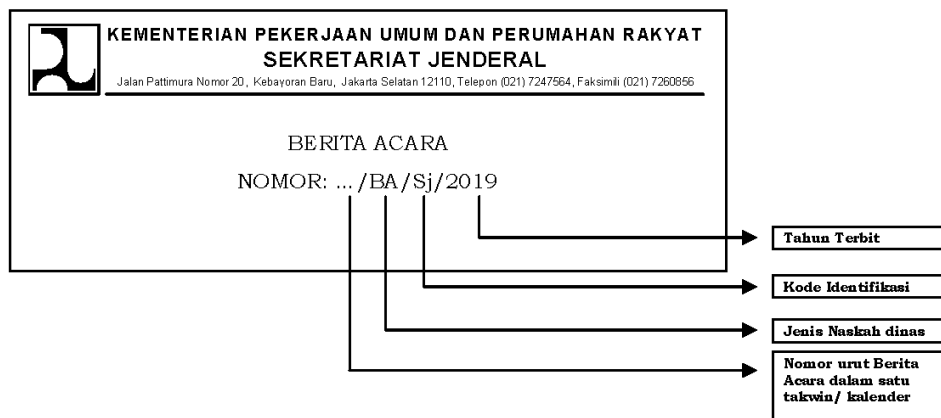 KEMENTERIAN PEKERJAAN UMUM DAN PERUMAHAN RAKYAT
SEKRETARIAT JENDERAL
Jalan Pattimura Nomor 20, Kebayoran Baru, Jakarta Selatan 12110, Telepon (021) 7247564, Faksimili (021) 7260856
BERITA ACARA
NOMOR: ... /BA/Sj/2019
Tahun Terbit
Kode Identifikasi
Jenis Naskah dinas
Nomor urut Berita
Acara dalam satu
takwin/ kalender